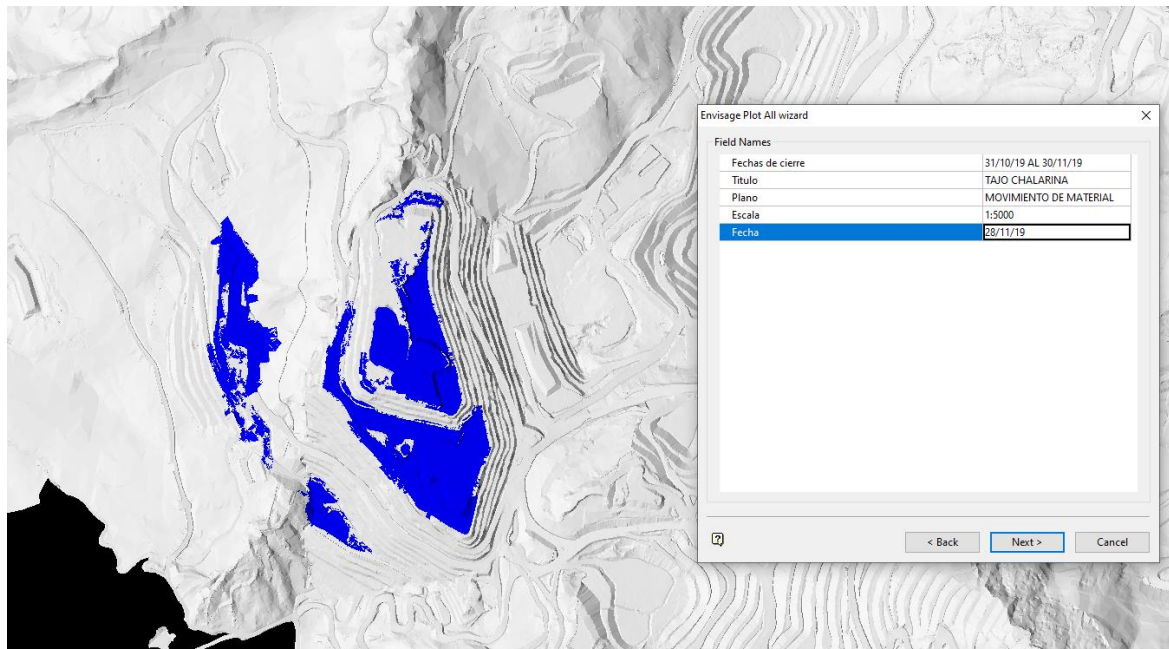 Envisage Plot All wizard
Field Names
Fechas de cierre 31/10/19 AL 30/11/19
Titulo TAJO CHALARINA
Plano MOVIMIENTO DE MATERIAL
Escala 1:5000
Fecha 28/11/19
< Back Next > Cancel